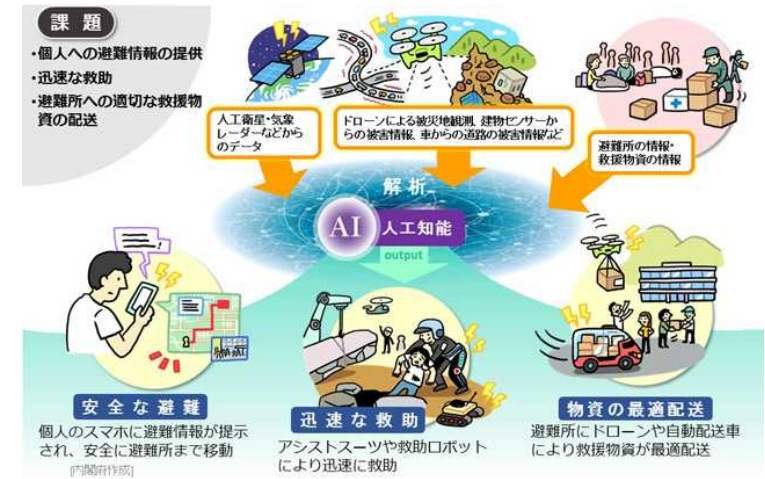 課題
・個人への避難情報の提供
・迅速な救助
・避難所への適切な救援物
資の配送
人工衛星・気象
レーダーなどから
のデータ
ドローンによる被災地観測、建物センサーか
らの被害情報、車からの道路の被害情報など
避難所の情報・
救援物資の情報
解析
AI 人工知能
output
安全な避難
個人のスマホに避難情報が提示
され、安全に避難所まで移動
[内閣府作成]
迅速な救助
アシストスーツや救助ロボット
により迅速に救助
物資の最適配送
避難所にドローンや自動配送車
により救援物資が最適配送